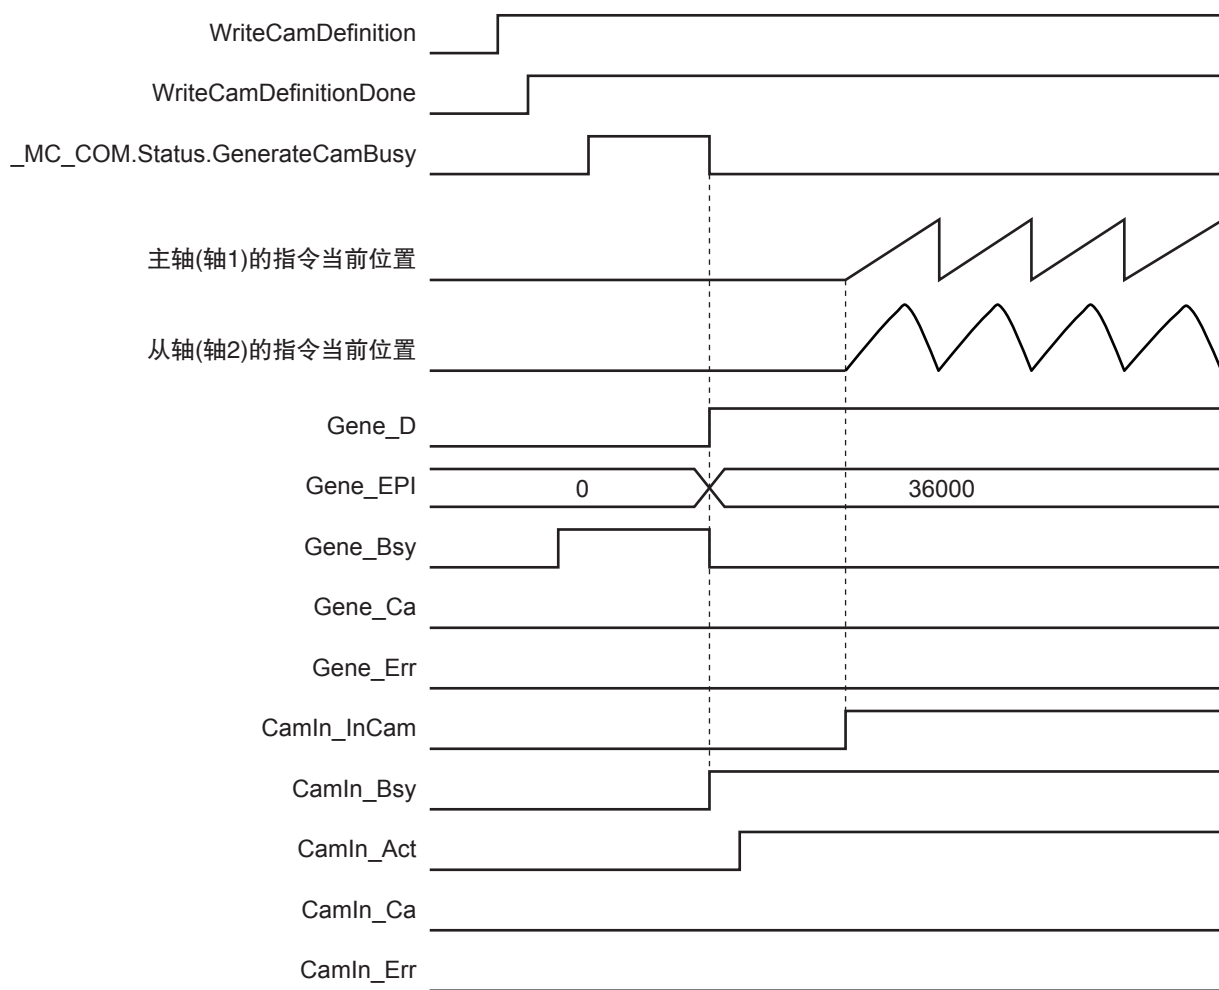 WriteCamDefinition
WriteCamDefinitionDone
_MC_COM.Status.GenerateCamBusy
主轴(轴1)的指令当前位置
从轴(轴2)的指令当前位置
Gene_D
Gene_EPI 0 36000
Gene_Bsy
Gene_Ca
Gene_Err
CamIn_InCam
CamIn_Bsy
CamIn_Act
CamIn_Ca
CamIn_Err